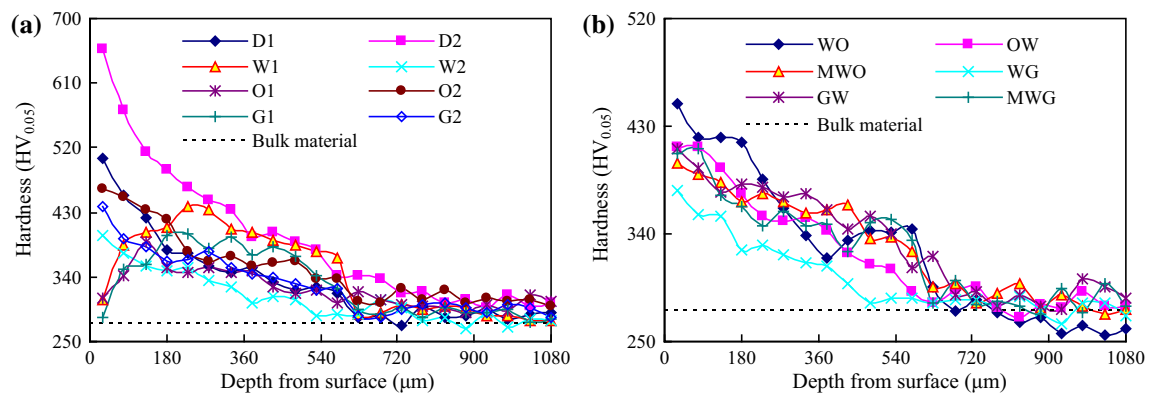 (a)
700
610
520
430
340
250
Hardness (HV0.05)
D1 D2
W1 W2
O1 O2
G1 G2
Bulk material
0 180 360 540 720 900 1080
Depth from surface (μm)
(b)
520
430
340
250
Hardness (HV0.05)
WO OW
MWO WG
GW MWG
Bulk material
0 180 360 540 720 900 1080
Depth from surface (μm)